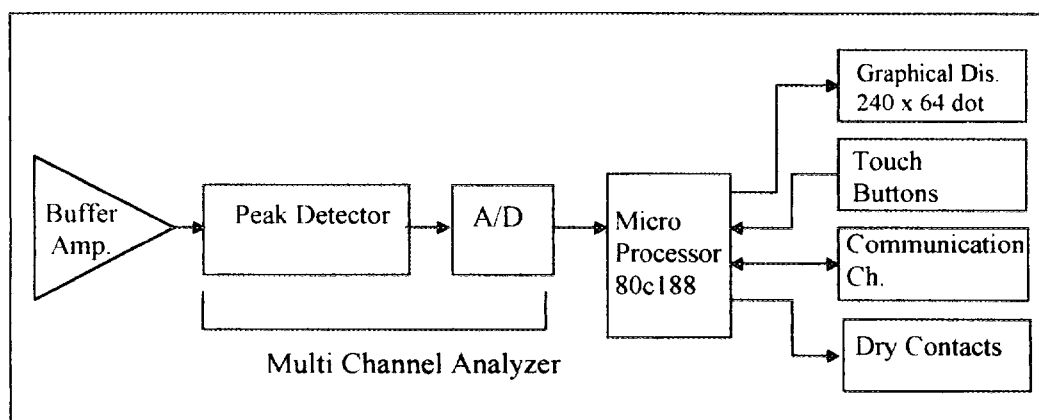 Buffer
Amp.
Peak Detector
A/D
Multi Channel Analyzer
Micro
Processor
80c188
Graphical Dis.
240 x 64 dot
Touch
Buttons
Communication
Ch.
Dry Contacts